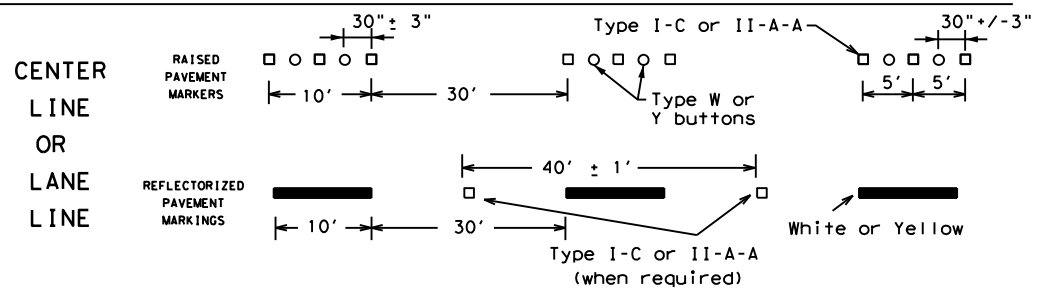 30"± 3"
Type I-C or II-A-A
30"+/-3"
CENTER
LINE
OR
LANE
LINE
RAISED
PAVEMENT
MARKERS
10'
30'
Type W or
Y buttons
5'
5'
REFLECTORIZED
PAVEMENT
MARKINGS
40' ± 1'
10'
30'
Type I-C or II-A-A
(when required)
White or Yellow